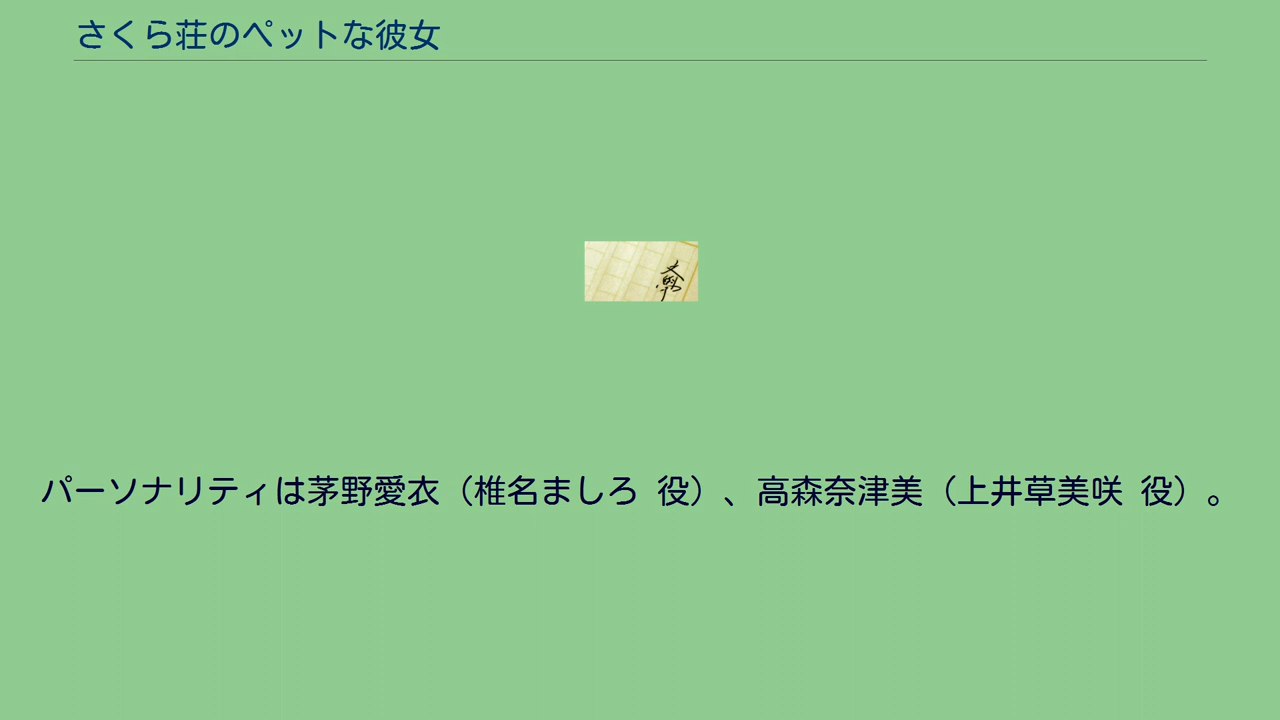 さくら荘のペットな彼女
パーソナリティは茅野愛衣（椎名ましろ 役）、高森奈津美（上井草美咲 役）。